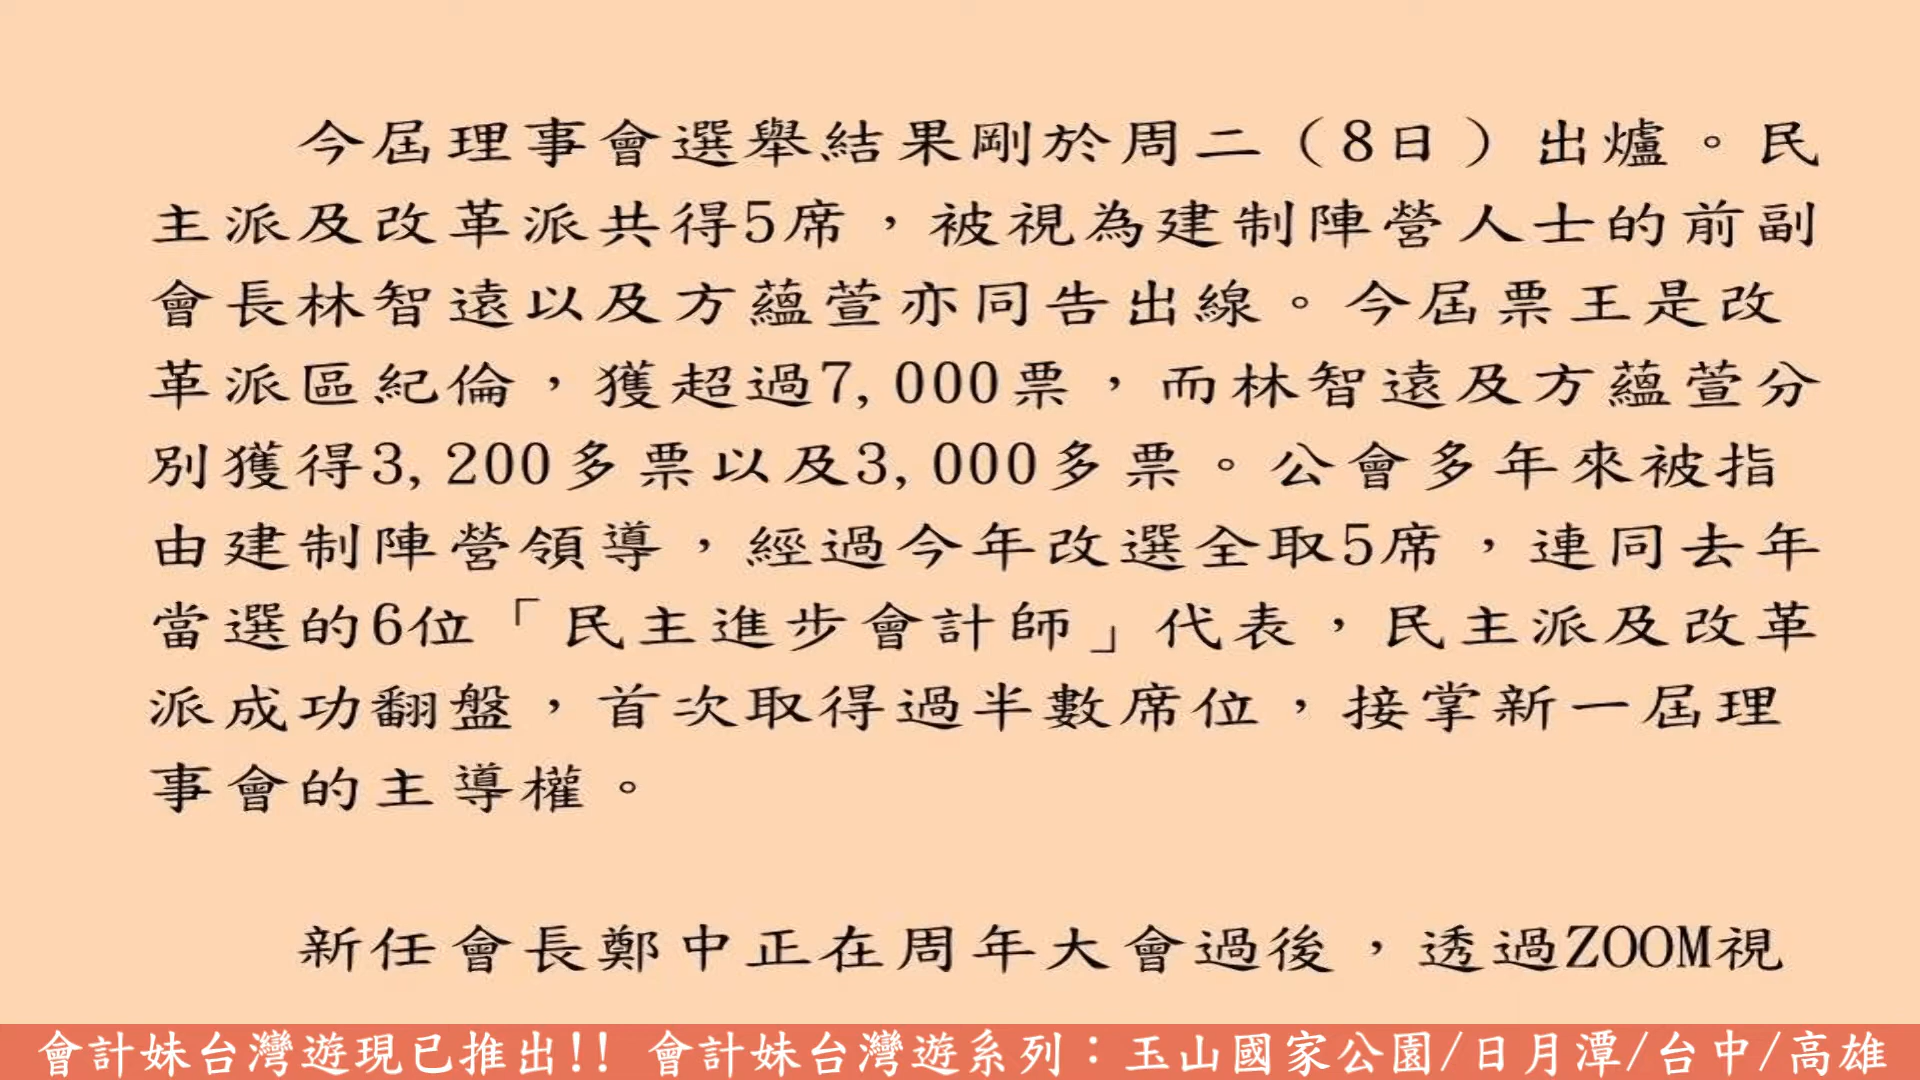 今屆理事會選舉結果剛於周二（8日）出爐。民
主派及改革派共得5席，被視為建制陣營人士的前副
會長林智遠以及方蘊萱亦同告出線。今屆票王是改
革派區紀倫，獲超過7,000票，而林智遠及方蘊萱分
別獲得3,200多票以及3,000多票。公會多年來被指
由建制陣營領導，經過今年改選全取5席，連同去年
當選的6位「民主進步會計師」代表，民主派及改革
派成功翻盤，首次取得過半數席位，接掌新一屆理
事會的主導權。
新任會長鄭中正在周年大會過後，透過ZOOM視
會計妹台灣遊現已推出!! 會計妹台灣遊系列：玉山國家公園/日月潭/台中/高雄